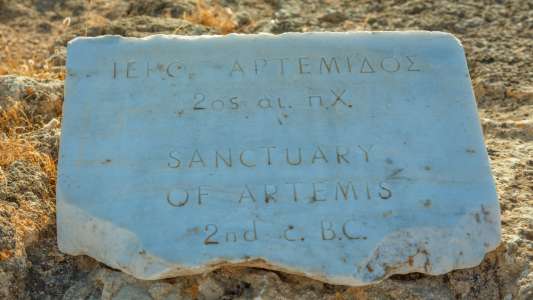 ΙΕΡΟ ΑΡΤΕΜΙΔΟΣ
2ος αι. π.Χ.
SANCTUARY
OF ARTEMIS
2nd c. B.C.